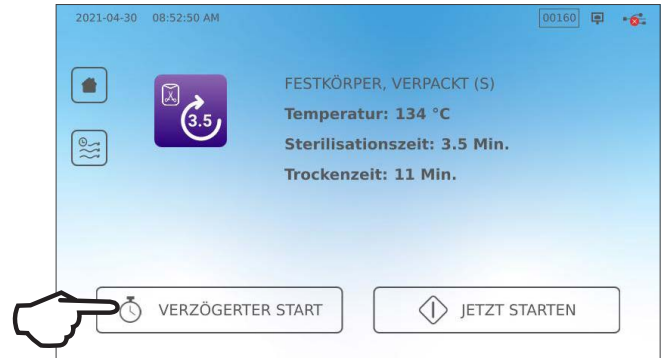 2021-04-30 08:52:50 AM 00160
FESTKÖRPER, VERPACKT (S)
3.5
Temperatur: 134 °C
Sterilisationszeit: 3.5 Min.
Trockenzeit: 11 Min.
VERZÖGERTER START JETZT STARTEN